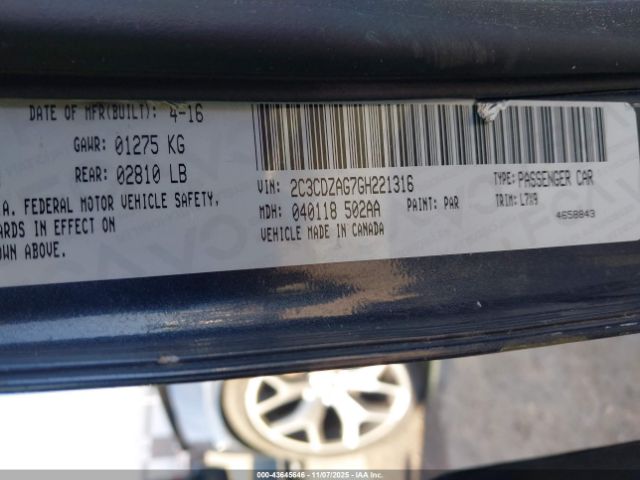 DATE OF MFR(BUILT): 4-16
GAWR: 01275 KG
REAR: 02810 LB
A. FEDERAL MOTOR VEHICLE SAFETY,
ARDS IN EFFECT ON
OWN ABOVE.
VIN: 2C3CDZAG7GH221316
TYPE: PASSENGER CAR
MDH: 040118 502AA
PAINT: PAR
TRIM: L7X9
VEHICLE MADE IN CANADA
4658843
000-43645646 - 11/07/2025 - IAAI.com